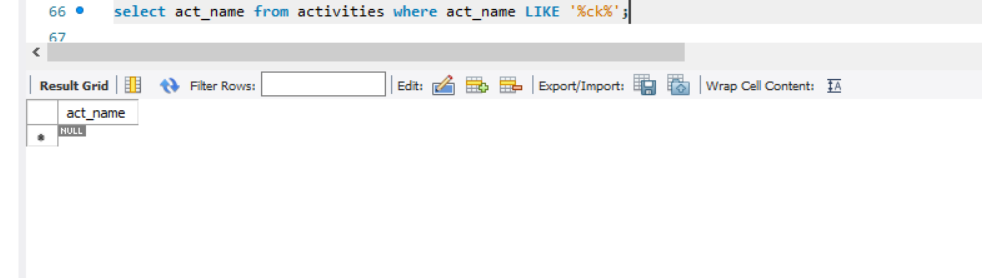 66 select act_name from activities where act_name LIKE '%ck%';
67
Result Grid Filter Rows: Edit: Export/Import: Wrap Cell Content: IA
act_name
* NULL